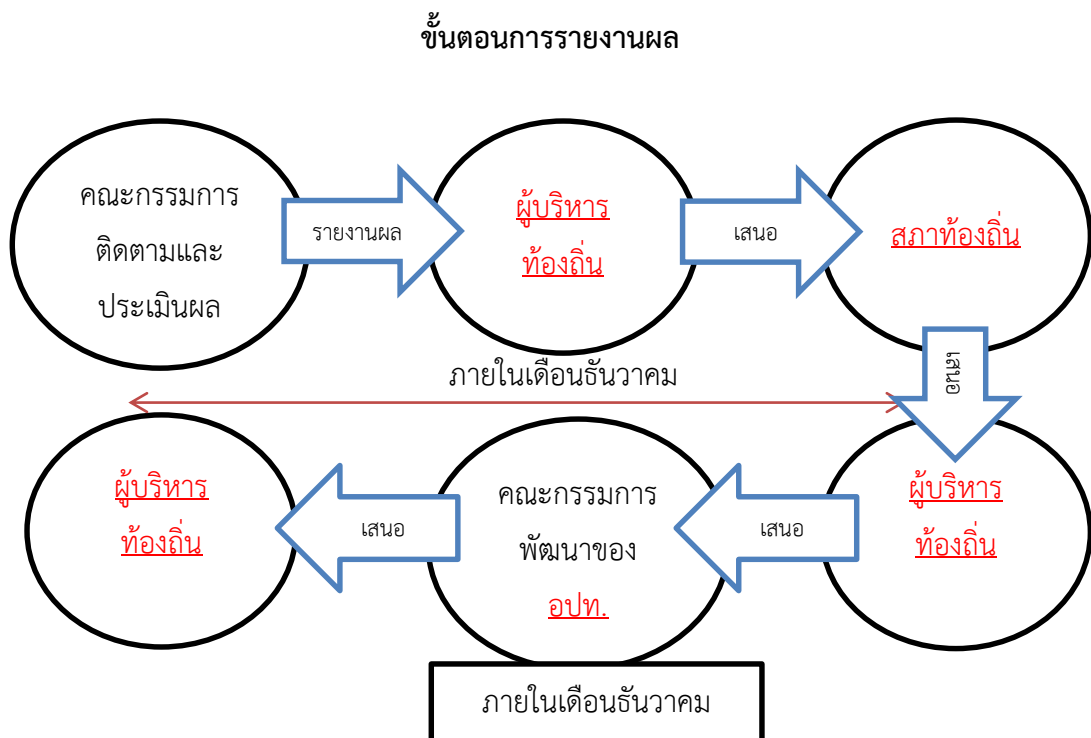 ขั้นตอนการรายงานผล
คณะกรรมการ
ติดตามและ
ประเมินผล
รายงานผล
ผู้บริหาร
ท้องถิ่น
เสนอ
สภาท้องถิ่น
เสนอ
ภายในเดือนธันวาคม
ผู้บริหาร
ท้องถิ่น
เสนอ
คณะกรรมการ
พัฒนาของ
อปท.
เสนอ
ผู้บริหาร
ท้องถิ่น
ภายในเดือนธันวาคม